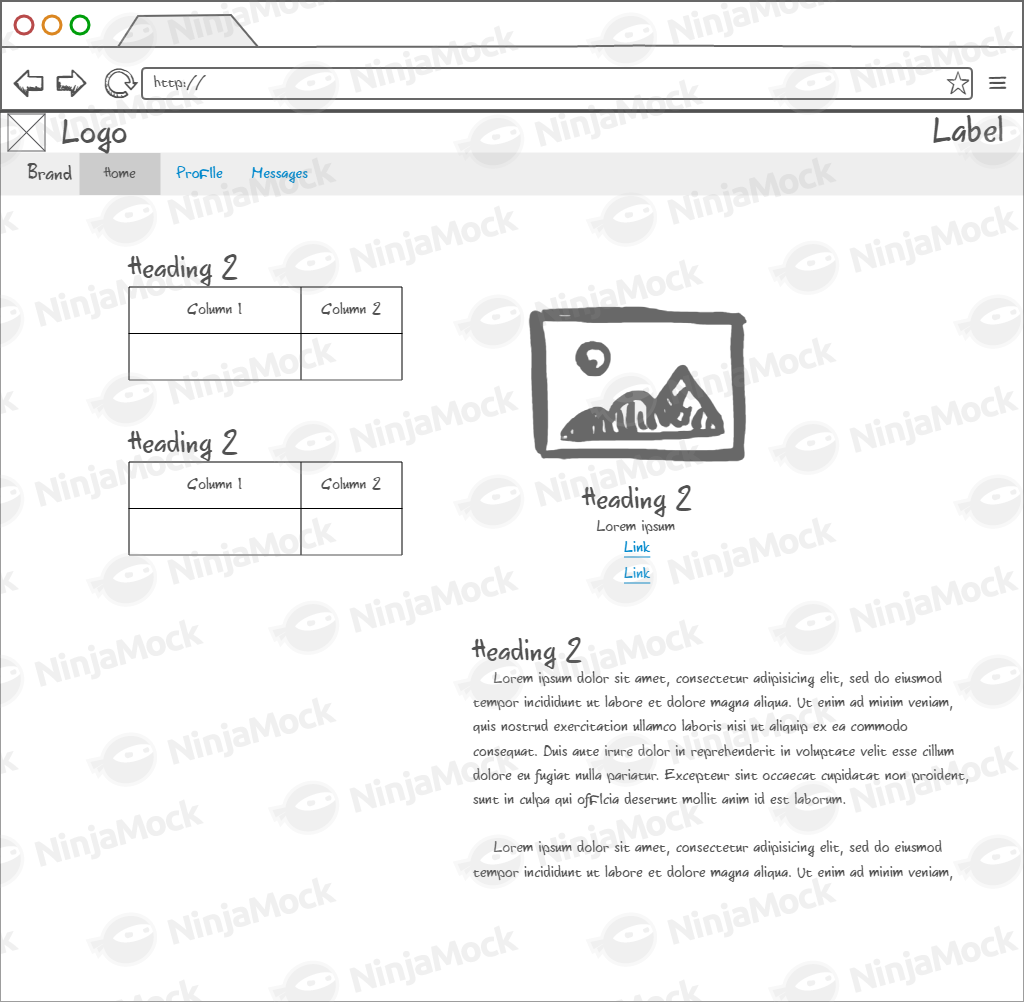 http://
Logo
Label
Brand Home Profile Messages
Heading 2
Column 1 Column 2
Heading 2
Column 1 Column 2
Heading 2
Lorem ipsum
Link
Link
Heading 2
Lorem ipsum dolor sit amet, consectetur adipisicing elit, sed do eiusmod
tempor incididunt ut labore et dolore magna aliqua. Ut enim ad minim veniam,
quis nostrud exercitation ullamco laboris nisi ut aliquip ex ea commodo
consequat. Duis aute irure dolor in reprehenderit in voluptate velit esse cillum
dolore eu fugiat nulla pariatur. Excepteur sint occaecat cupidatat non proident,
sunt in culpa qui officia deserunt mollit anim id est laborum.
Lorem ipsum dolor sit amet, consectetur adipisicing elit, sed do eiusmod
tempor incididunt ut labore et dolore magna aliqua. Ut enim ad minim veniam,
NinjaMock